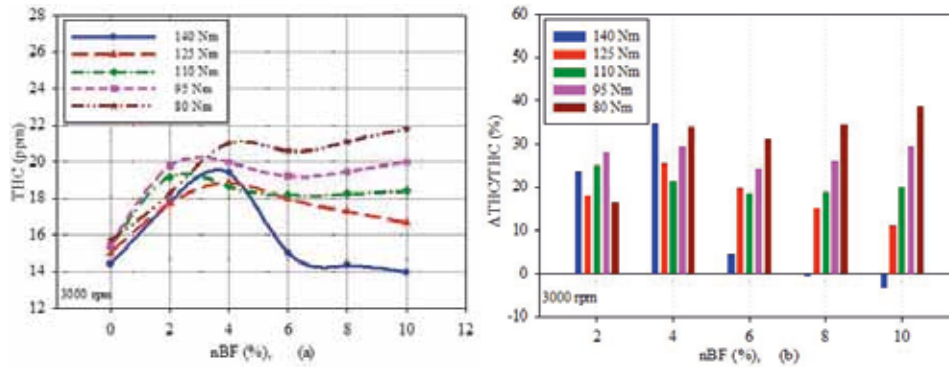 28
26
24
22
20
18
16
14
12
THC (ppm)
140 Nm
125 Nm
110 Nm
95 Nm
80 Nm
3000 rpm
0 2 4 6 8 10 12
nBF (%), (a)
60
50
40
30
20
10
0
-10
ΔTHC/THC (%)
140 Nm
125 Nm
110 Nm
95 Nm
80 Nm
3000 rpm
2 4 6 8 10
nBF (%), (b)